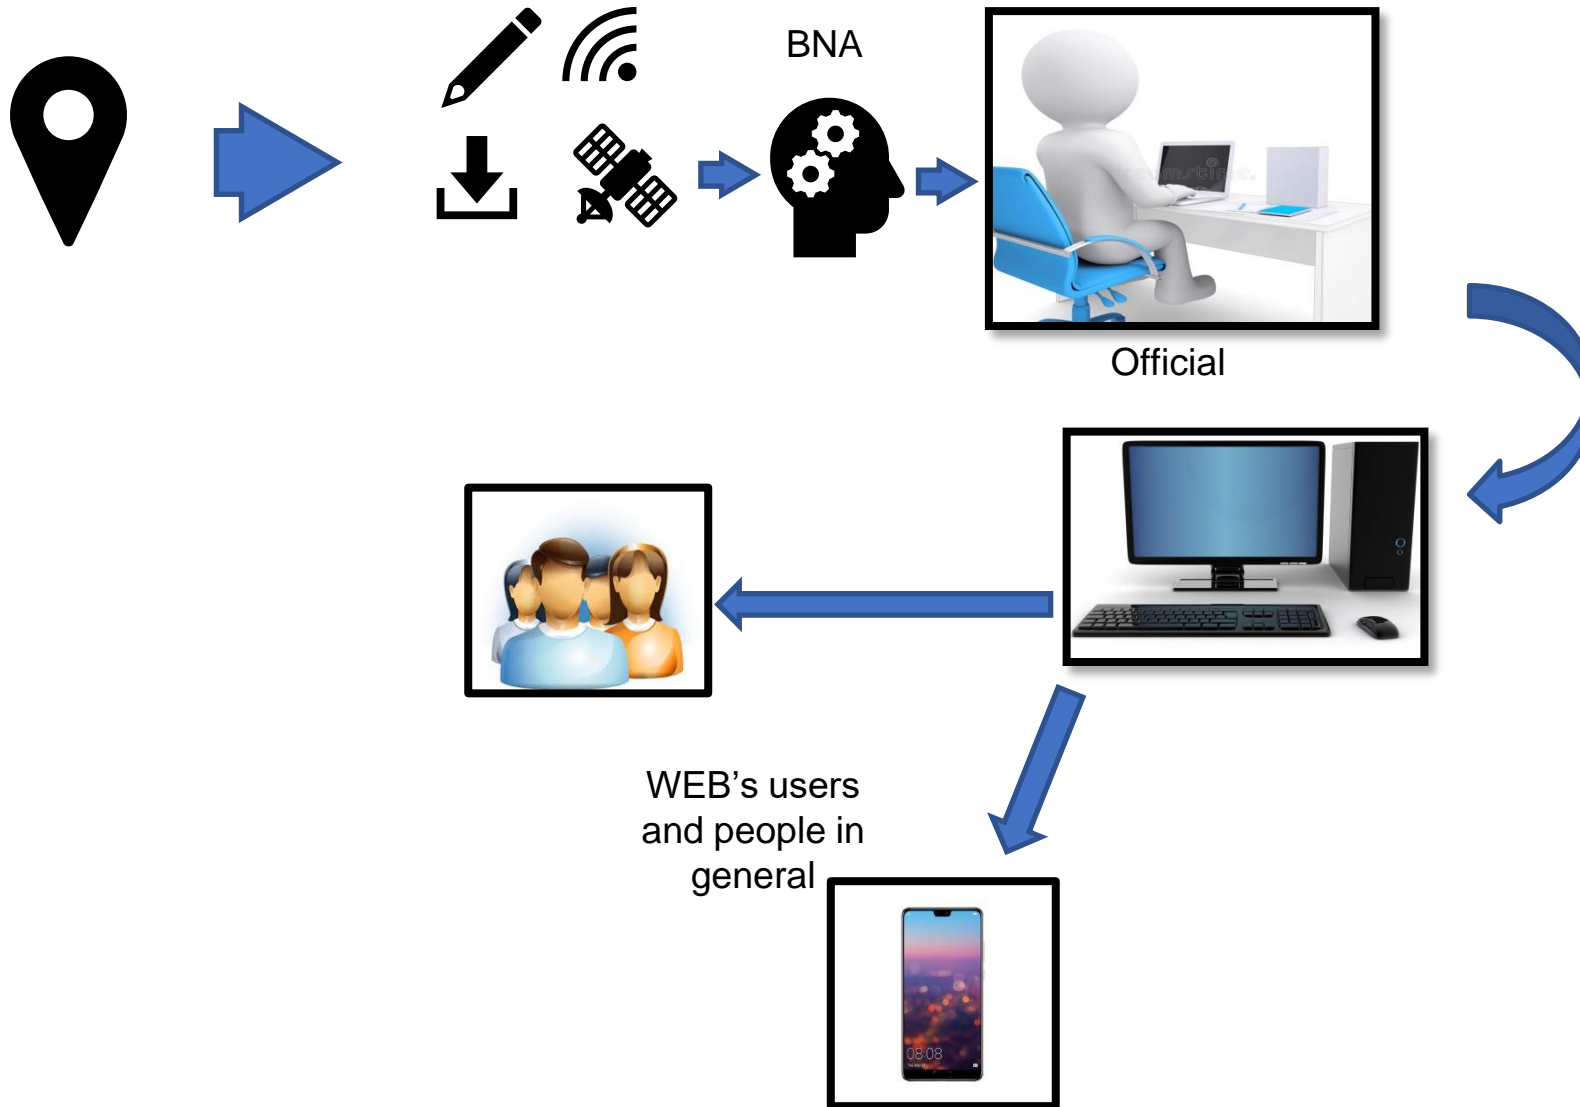 BNA
Official
WEB's users
and people in
general
08:08